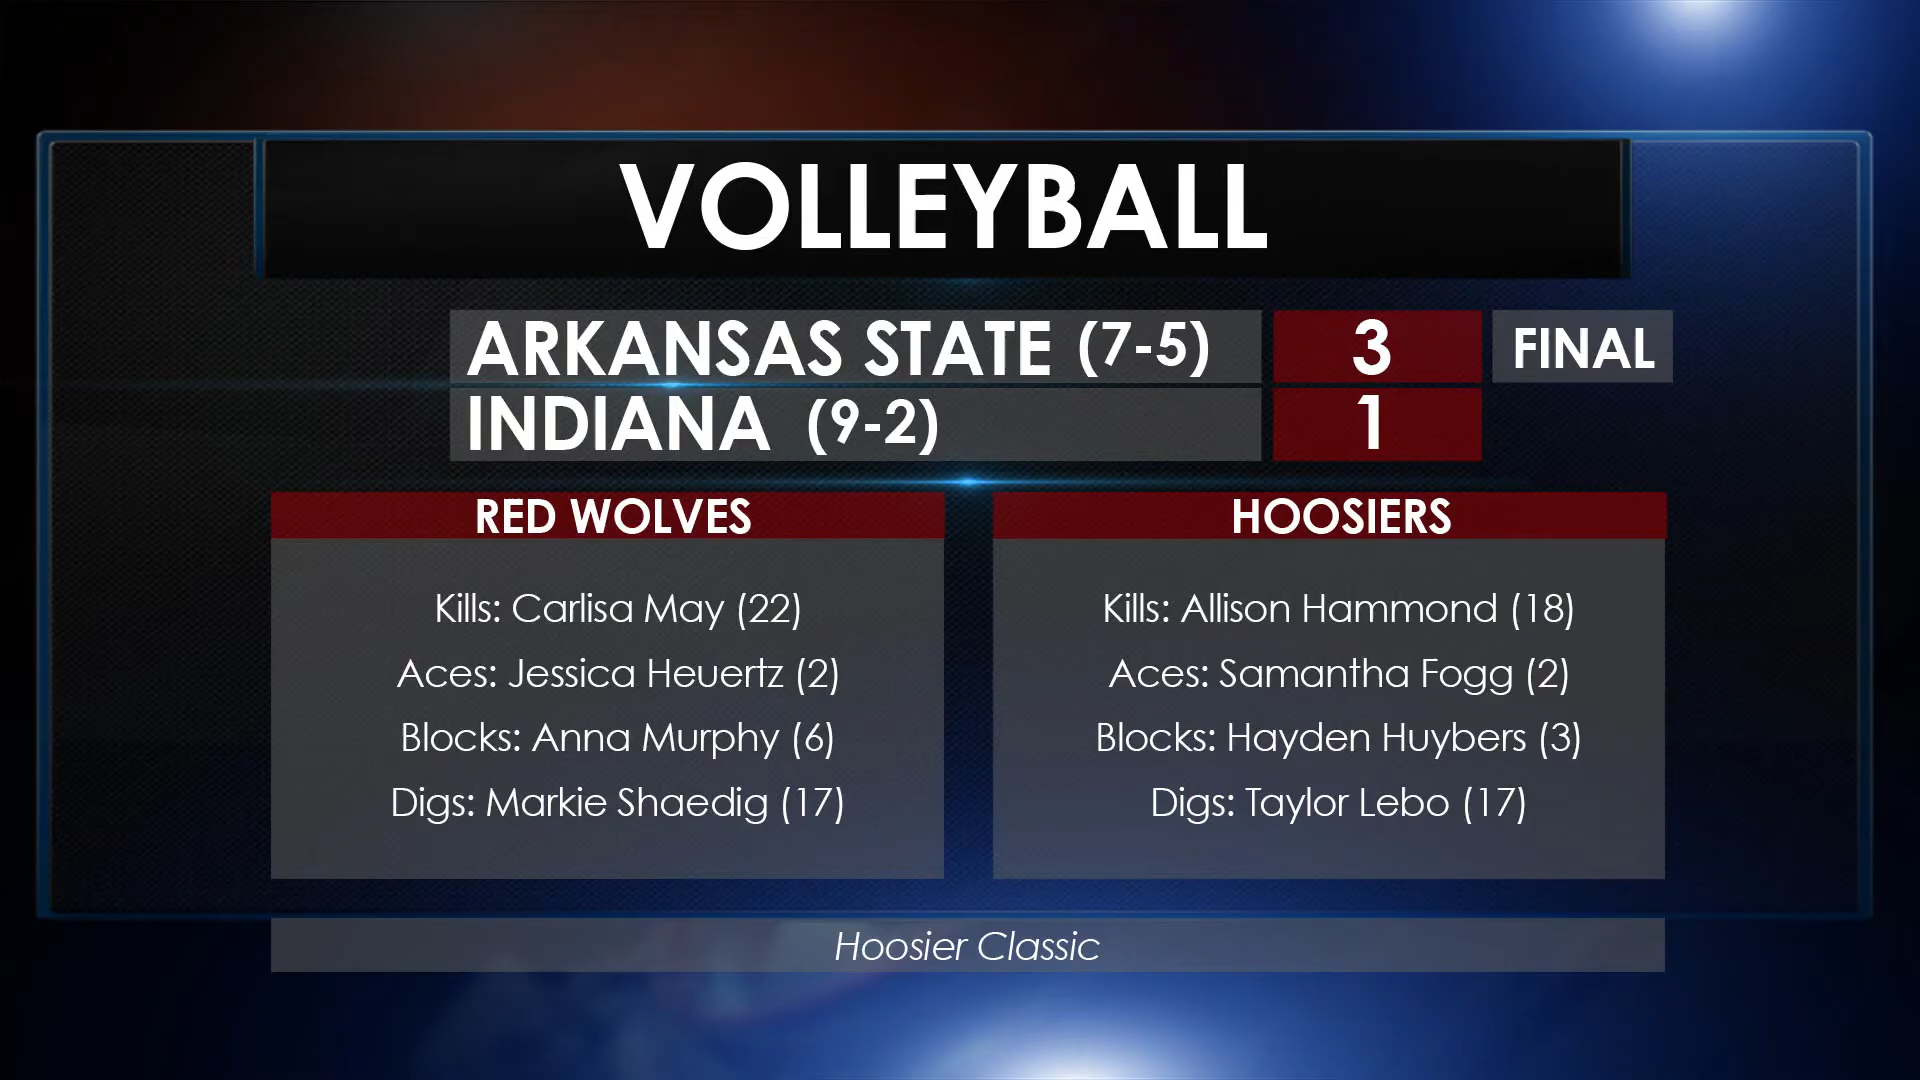 VOLLEYBALL
ARKANSAS STATE (7-5) 3 FINAL
INDIANA (9-2) 1
RED WOLVES
Kills: Carlisa May (22)
Aces: Jessica Heuertz (2)
Blocks: Anna Murphy (6)
Digs: Markie Shaedig (17)
HOOSIERS
Kills: Allison Hammond (18)
Aces: Samantha Fogg (2)
Blocks: Hayden Huybers (3)
Digs: Taylor Lebo (17)
Hoosier Classic